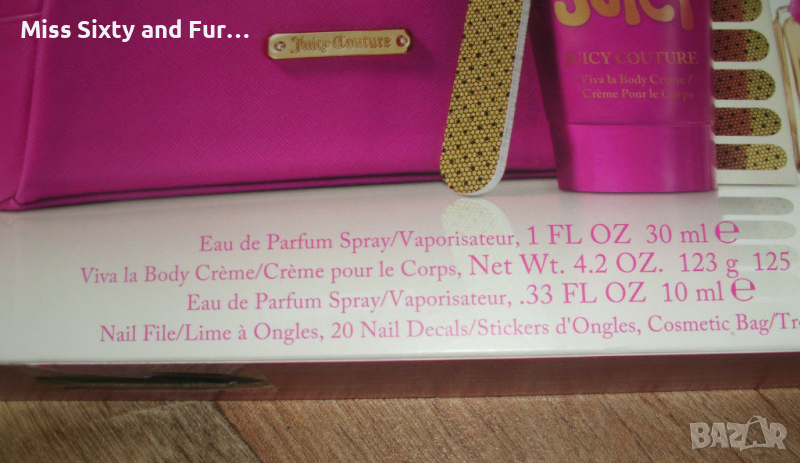 Miss Sixty and Fur…
Juicy Couture
JUICY
JUICY COUTURE
Viva la Body Crème /
Crème Pour le Corps
Eau de Parfum Spray/Vaporisateur, 1 FL OZ 30 ml ℮
Viva la Body Crème/Crème pour le Corps, Net Wt. 4.2 OZ. 123 g 125
Eau de Parfum Spray/Vaporisateur, .33 FL OZ 10 ml ℮
Nail File/Lime à Ongles, 20 Nail Decals/Stickers d'Ongles, Cosmetic Bag/Tro
BAZAR